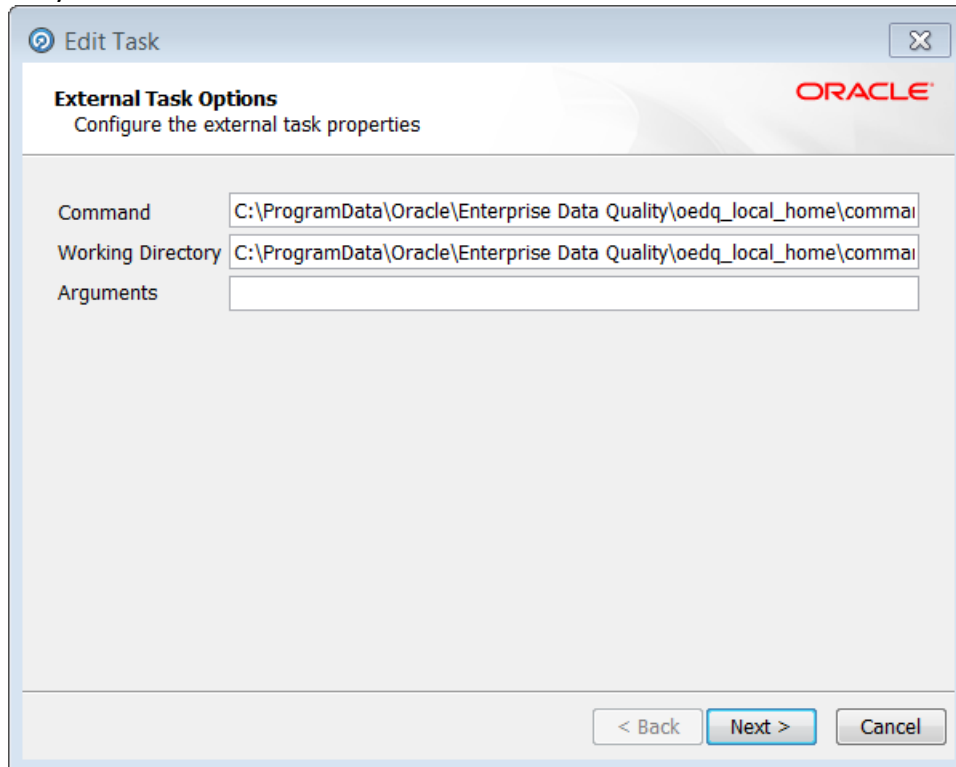 Edit Task
External Task Options
ORACLE
Configure the external task properties
Command C:\ProgramData\Oracle\Enterprise Data Quality\oedq_local_home\comma
Working Directory C:\ProgramData\Oracle\Enterprise Data Quality\oedq_local_home\comma
Arguments
< Back Next > Cancel